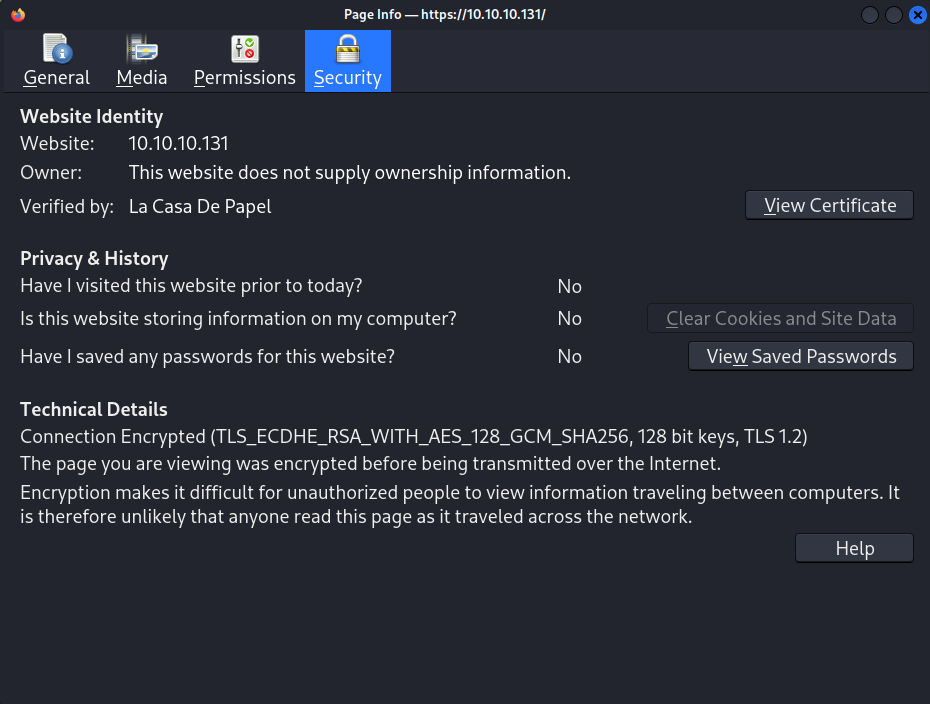 Page Info — https://10.10.10.131/
General Media Permissions Security
Website Identity
Website: 10.10.10.131
Owner: This website does not supply ownership information.
Verified by: La Casa De Papel View Certificate
Privacy & History
Have I visited this website prior to today? No
Is this website storing information on my computer? No Clear Cookies and Site Data
Have I saved any passwords for this website? No View Saved Passwords
Technical Details
Connection Encrypted (TLS_ECDHE_RSA_WITH_AES_128_GCM_SHA256, 128 bit keys, TLS 1.2)
The page you are viewing was encrypted before being transmitted over the Internet.
Encryption makes it difficult for unauthorized people to view information traveling between computers. It
is therefore unlikely that anyone read this page as it traveled across the network.
Help